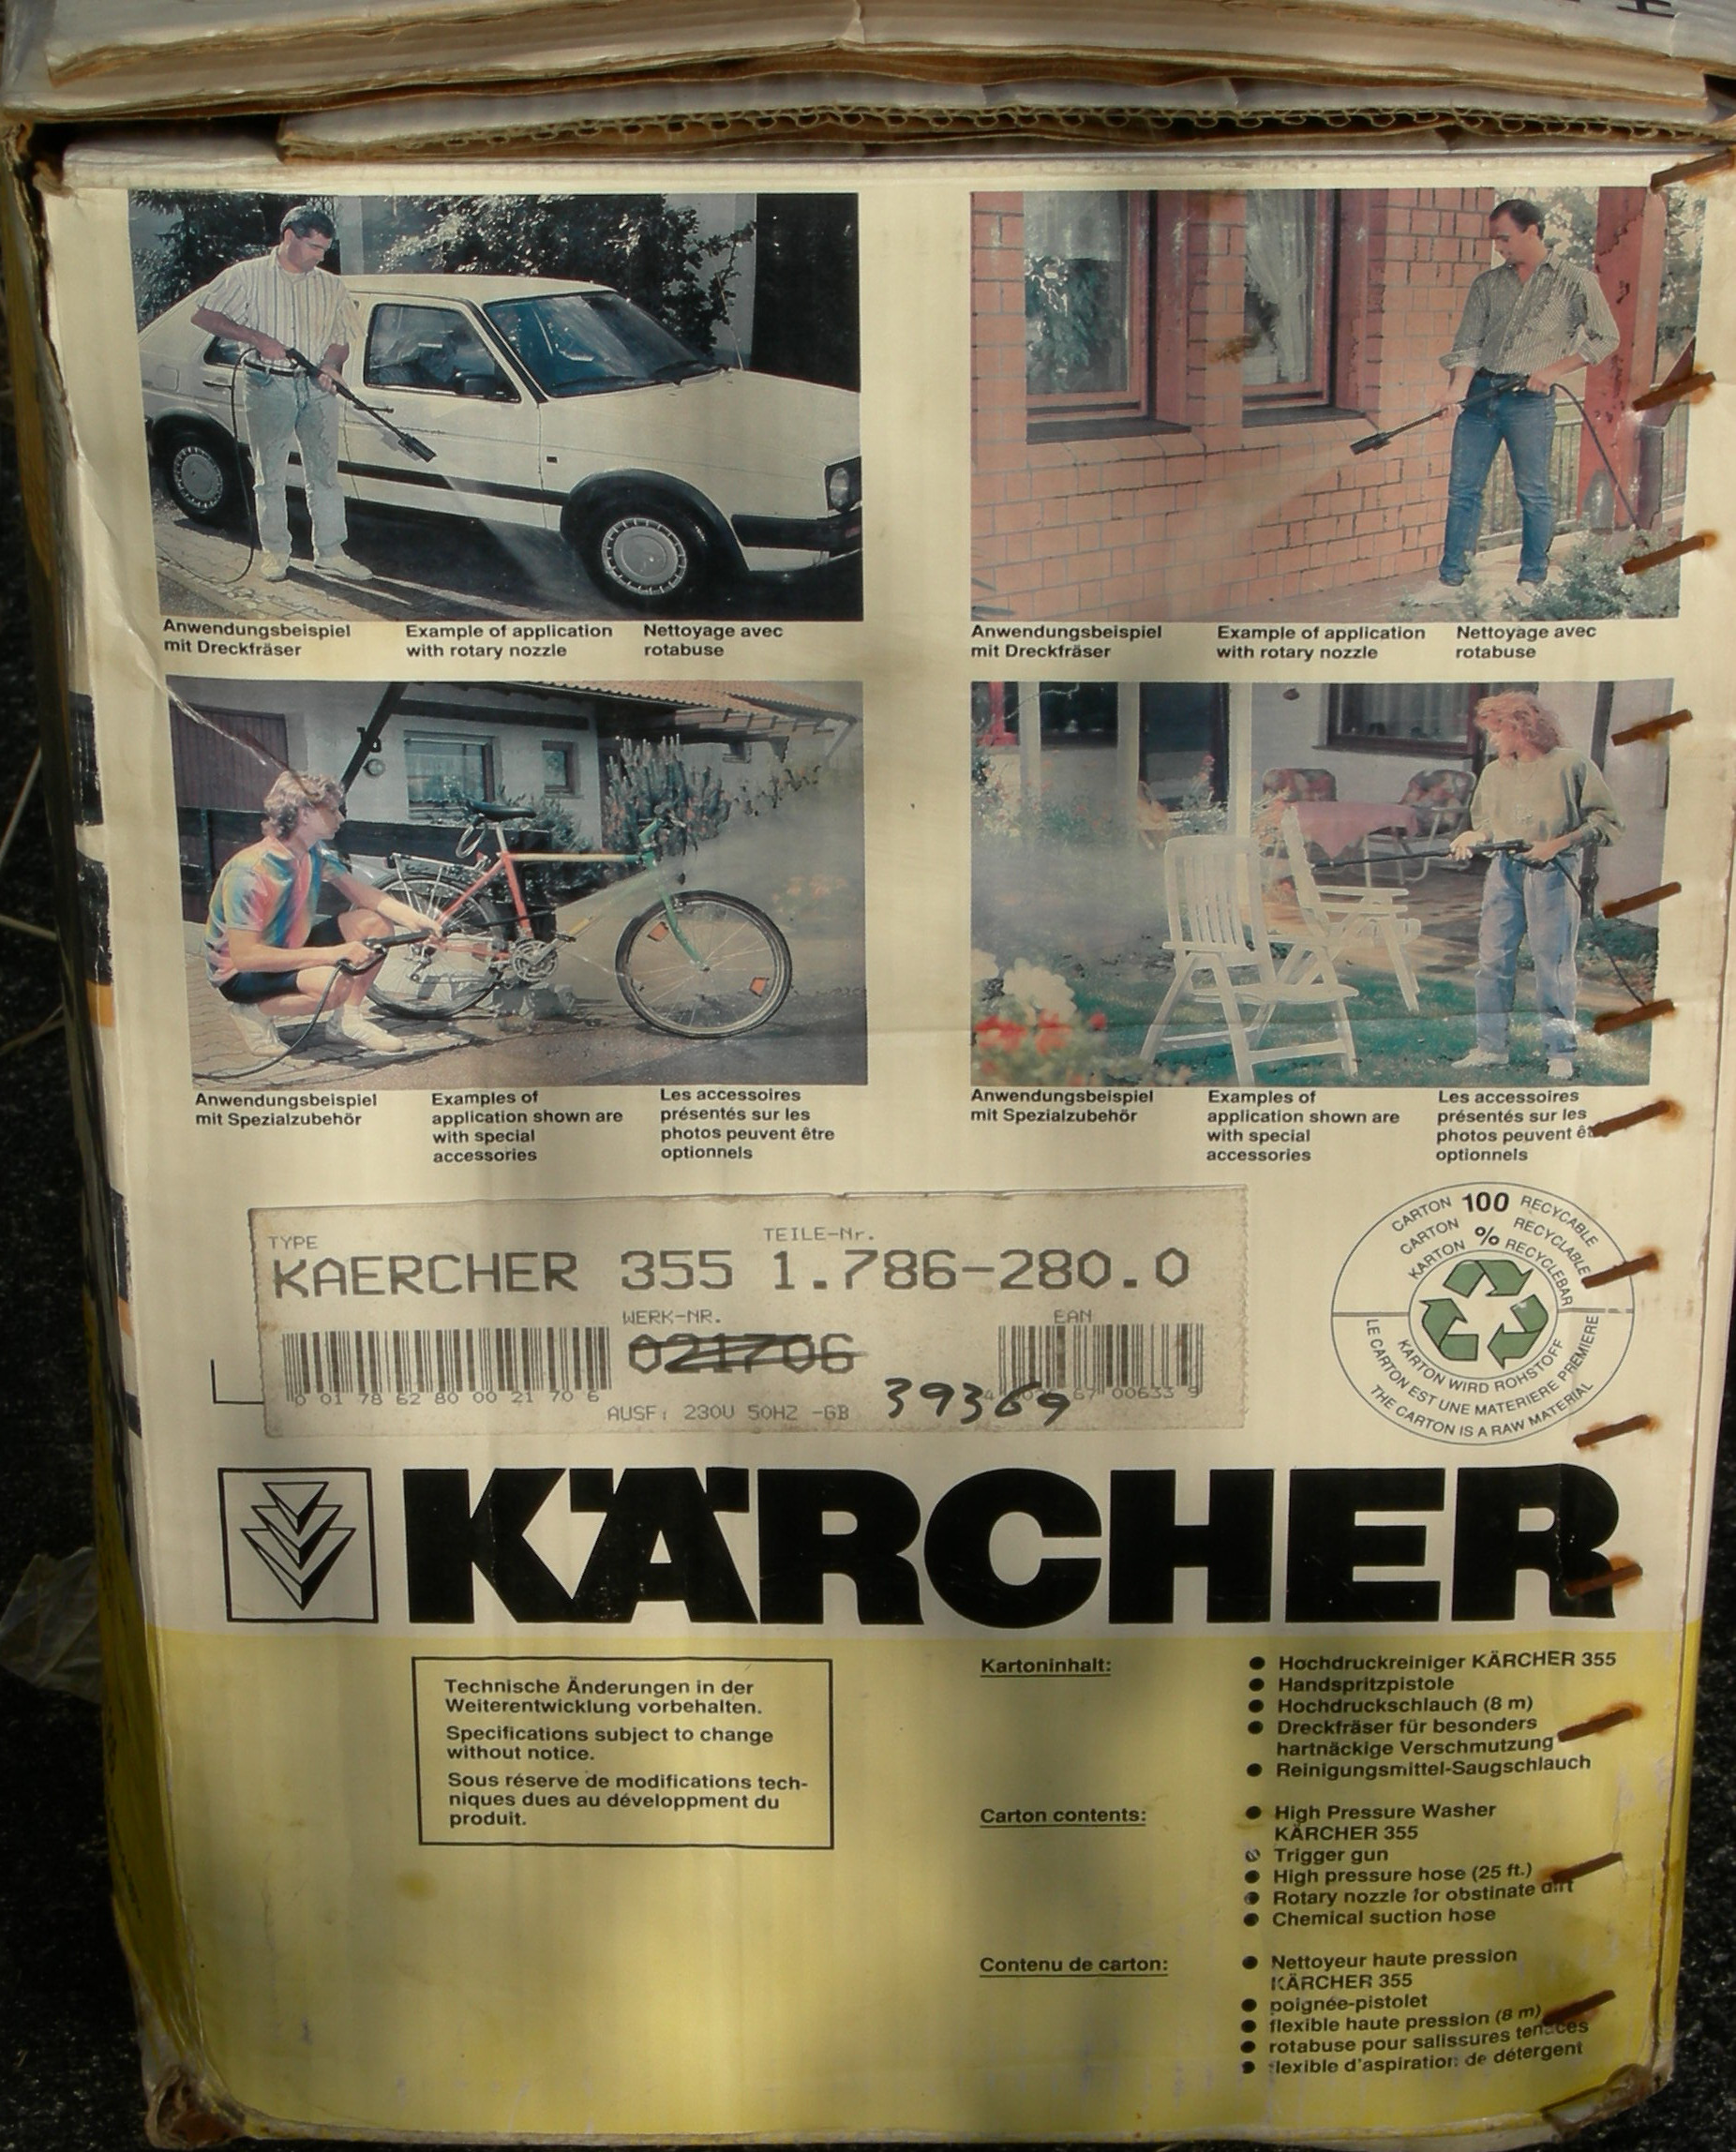 Anwendungsbeispiel
mit Dreckfräser
Example of application
with rotary nozzle
Nettoyage avec
rotabuse
Anwendungsbeispiel
mit Dreckfräser
Example of application
with rotary nozzle
Nettoyage avec
rotabuse
Anwendungsbeispiel
mit Spezialzubehör
Examples of
application shown are
with special
accessories
Les accessoires
présentés sur les
photos peuvent être
optionnels
Anwendungsbeispiel
mit Spezialzubehör
Examples of
application shown are
with special
accessories
Les accessoires
présentés sur les
photos peuvent
optionnels
TYPE TEILE-Nr.
KAERCHER 355 1.786-280.0
WERK-NR. EAN
021706
0 01 78 62 80 00 21 70 6
67 00633 9
AUSF: 230V 50HZ -GB
39369
CARTON 100 RECYCABLE
CARTON % RECYCLABLE
KARTON RECYCLEBAR
KARTON WIRD ROHSTOFF
LE CARTON EST UNE MATERIERE PREMIERE
THE CARTON IS A RAW MATERIAL
KÄRCHER
Technische Änderungen in der
Weiterentwicklung vorbehalten.
Specifications subject to change
without notice.
Sous réserve de modifications tech-
niques dues au développment du
produit.
Kartoninhalt:
● Hochdruckreiniger KÄRCHER 355
● Handspritzpistole
● Hochdruckschlauch (8 m)
● Dreckfräser für besonders
hartnäckige Verschmutzung
● Reinigungsmittel-Saugschlauch
Carton contents:
● High Pressure Washer
KÄRCHER 355
● Trigger gun
● High pressure hose (25 ft.)
● Rotary nozzle for obstinate dirt
● Chemical suction hose
Contenu de carton:
● Nettoyeur haute pression
KÄRCHER 355
● poignée-pistolet
● flexible haute pression (8 m)
● rotabuse pour salissures tenaces
● flexible d'aspiration de détergent